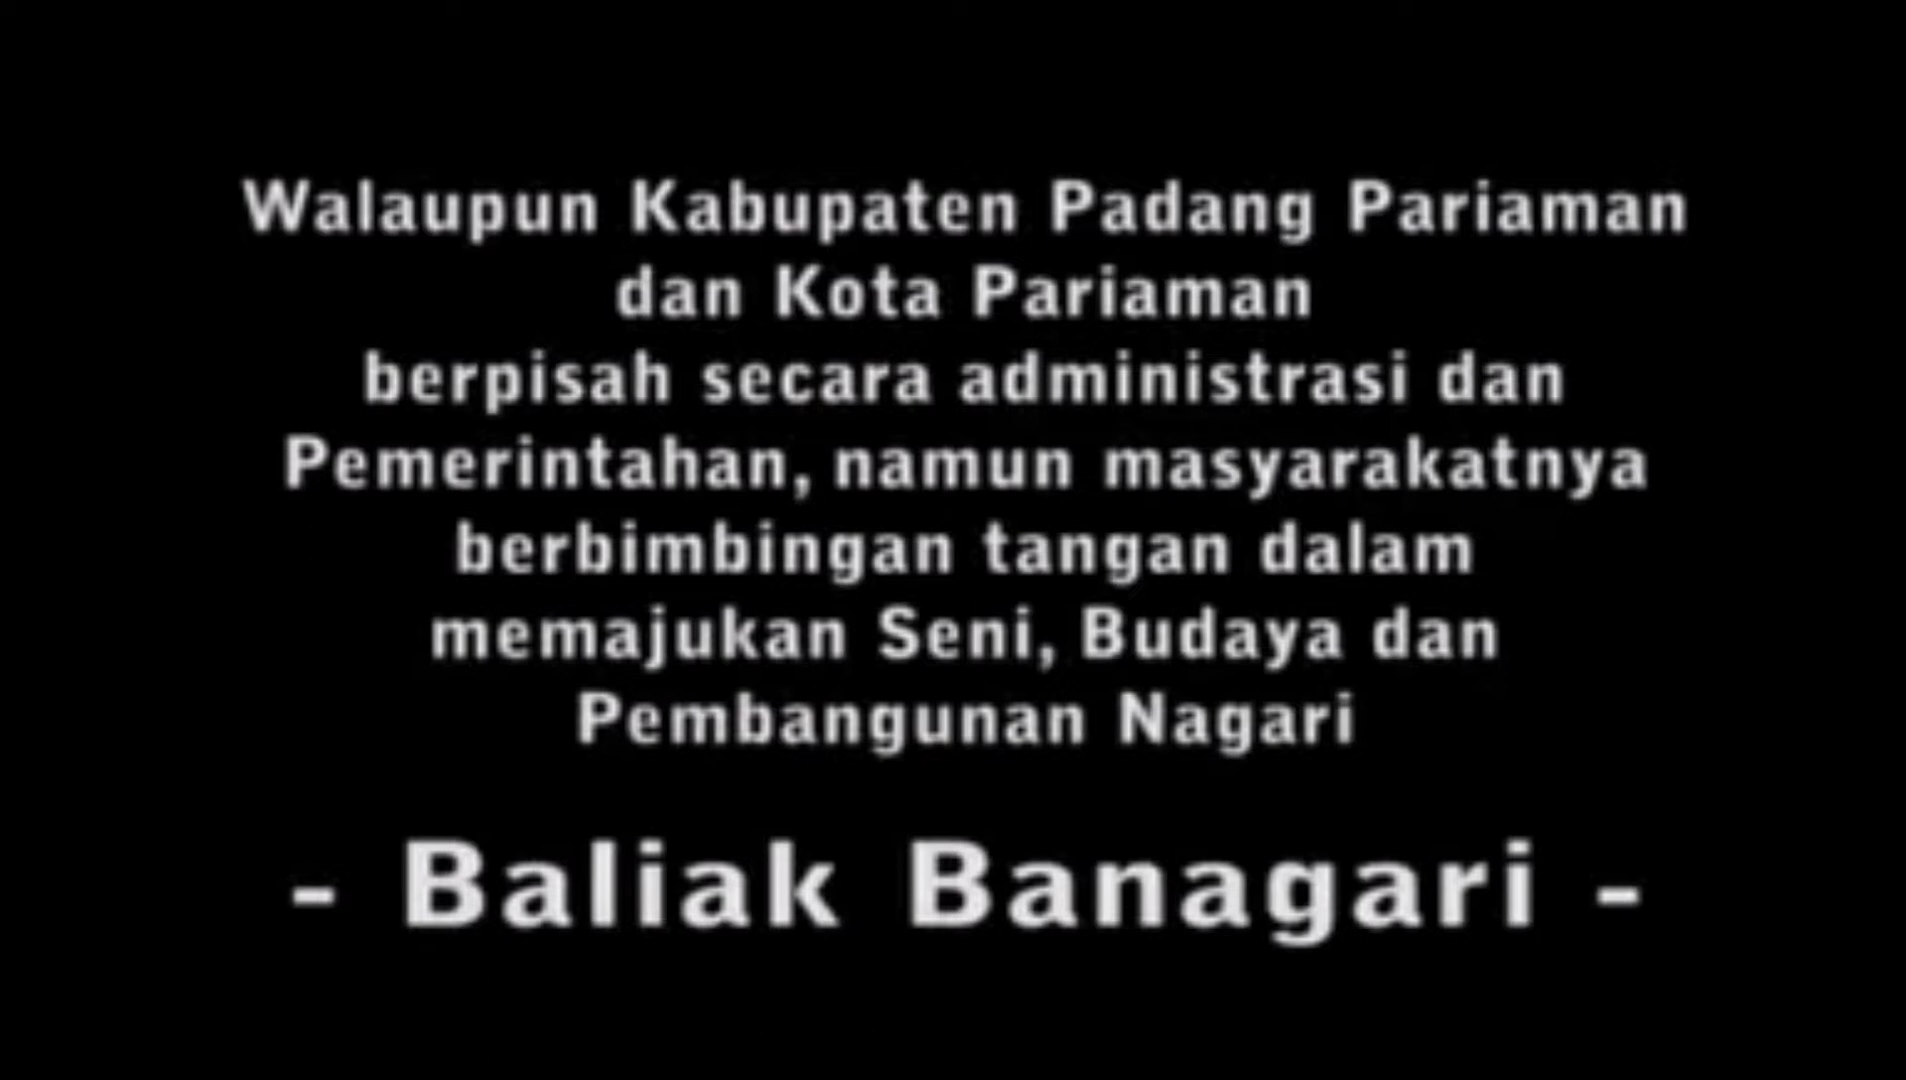 Walaupun Kabupaten Padang Pariaman
dan Kota Pariaman
berpisah secara administrasi dan
Pemerintahan, namun masyarakatnya
berbimbingan tangan dalam
memajukan Seni, Budaya dan
Pembangunan Nagari
- Baliak Banagari -